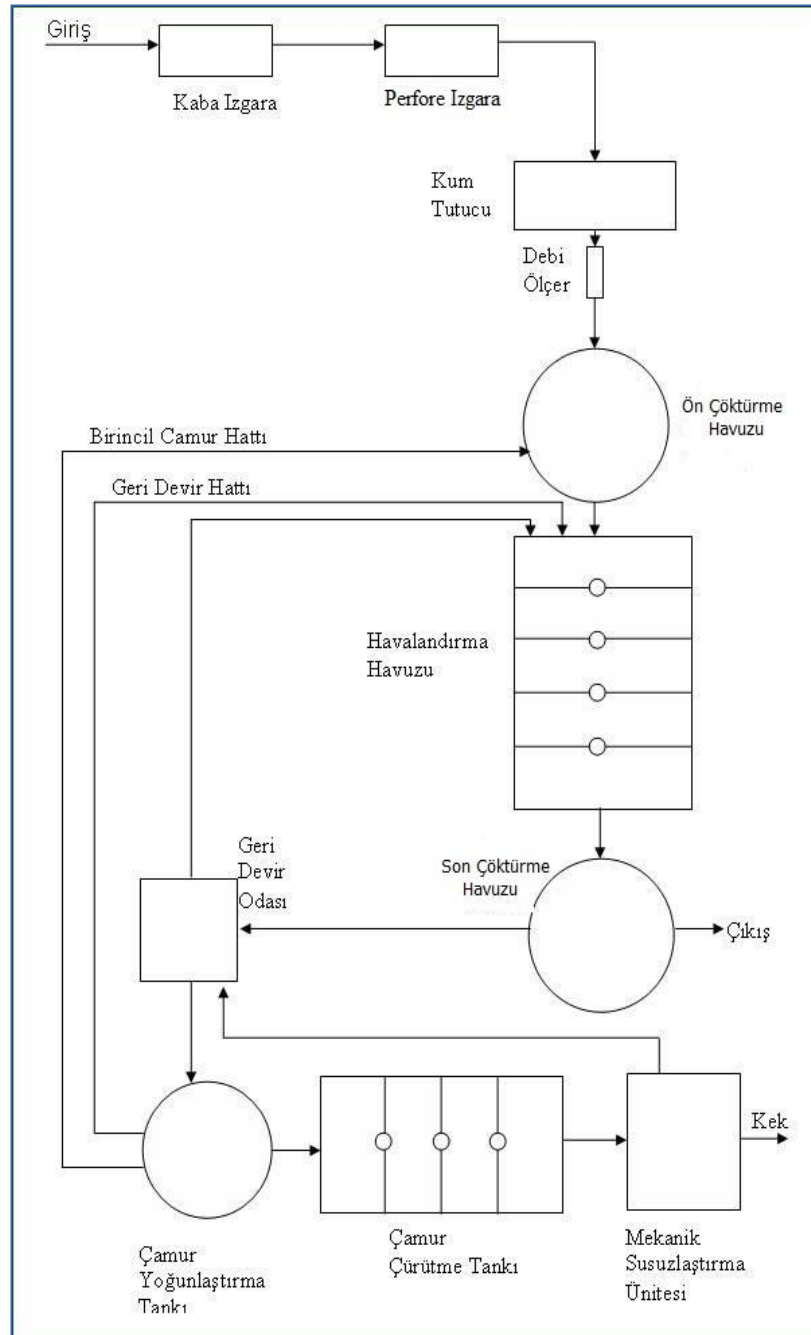 Giriş
Kaba Izgara
Perfore Izgara
Kum
Tutucu
Debi
Ölçer
Ön Çöktürme
Havuzu
Birincil Camur Hattı
Geri Devir Hattı
Havalandırma
Havuzu
Geri
Devir
Odası
Son Çöktürme
Havuzu
Çıkış
Kek
Çamur
Yoğunlaştırma
Tankı
Çamur
Çürütme Tankı
Mekanik
Susuzlaştırma
Ünitesi